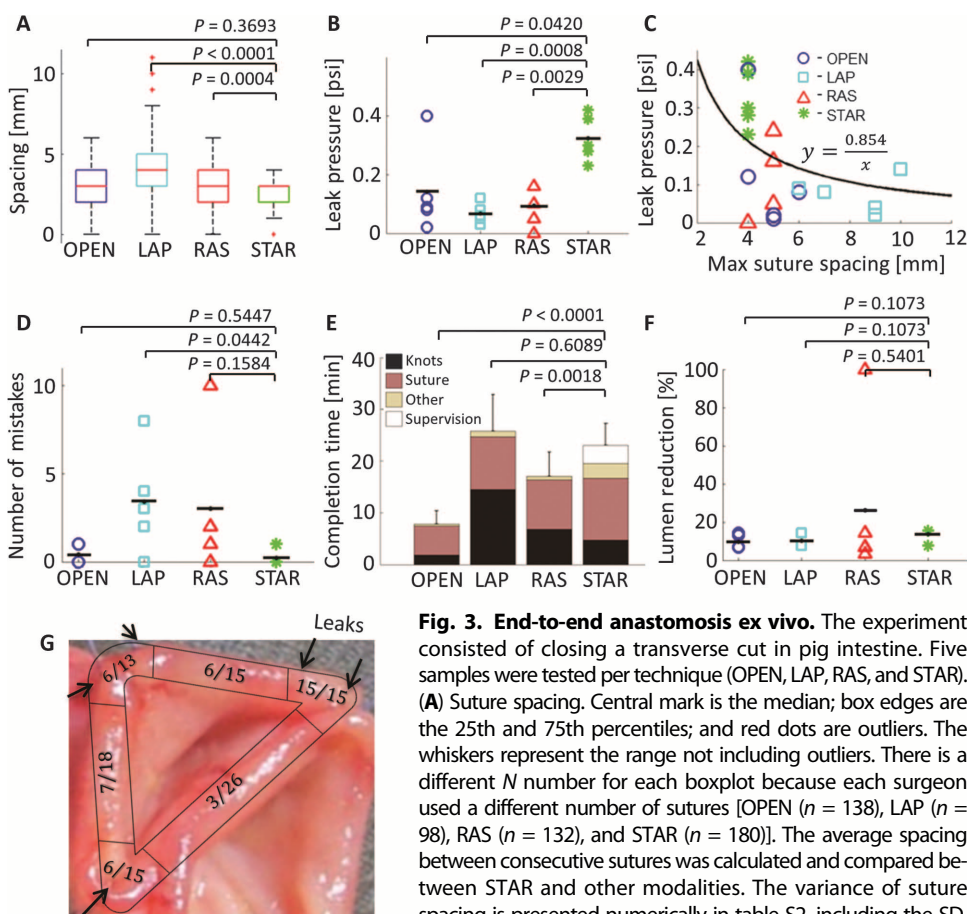 A
P = 0.3693
P < 0.0001
P = 0.0004
Spacing [mm]
10
5
0
OPEN LAP RAS STAR
B
P = 0.0420
P = 0.0008
P = 0.0029
Leak pressure [psi]
0.4
0.2
0
OPEN LAP RAS STAR
C
- OPEN
- LAP
- RAS
- STAR
Leak pressure [psi]
0.4
0.3
0.2
0.1
0
y = 0.854/x
2 4 6 8 10 12
Max suture spacing [mm]
D
P = 0.5447
P = 0.0442
P = 0.1584
Number of mistakes
10
5
0
OPEN LAP RAS STAR
E
P < 0.0001
P = 0.6089
P = 0.0018
Completion time [min]
40
30
20
10
0
Knots
Suture
Other
Supervision
OPEN LAP RAS STAR
F
P = 0.1073
P = 0.1073
P = 0.5401
Lumen reduction [%]
100
80
60
40
20
0
OPEN LAP RAS STAR
G
Leaks
6/13
6/15
15/15
7/18
3/26
6/15
Fig. 3. End-to-end anastomosis ex vivo. The experiment
consisted of closing a transverse cut in pig intestine. Five
samples were tested per technique (OPEN, LAP, RAS, and STAR).
(A) Suture spacing. Central mark is the median; box edges are
the 25th and 75th percentiles; and red dots are outliers. The
whiskers represent the range not including outliers. There is a
different N number for each boxplot because each surgeon
used a different number of sutures [OPEN (n = 138), LAP (n =
98), RAS (n = 132), and STAR (n = 180)]. The average spacing
between consecutive sutures was calculated and compared be-
tween STAR and other modalities. The variance of suture
spacing is presented numerically in table S2, including the SD.